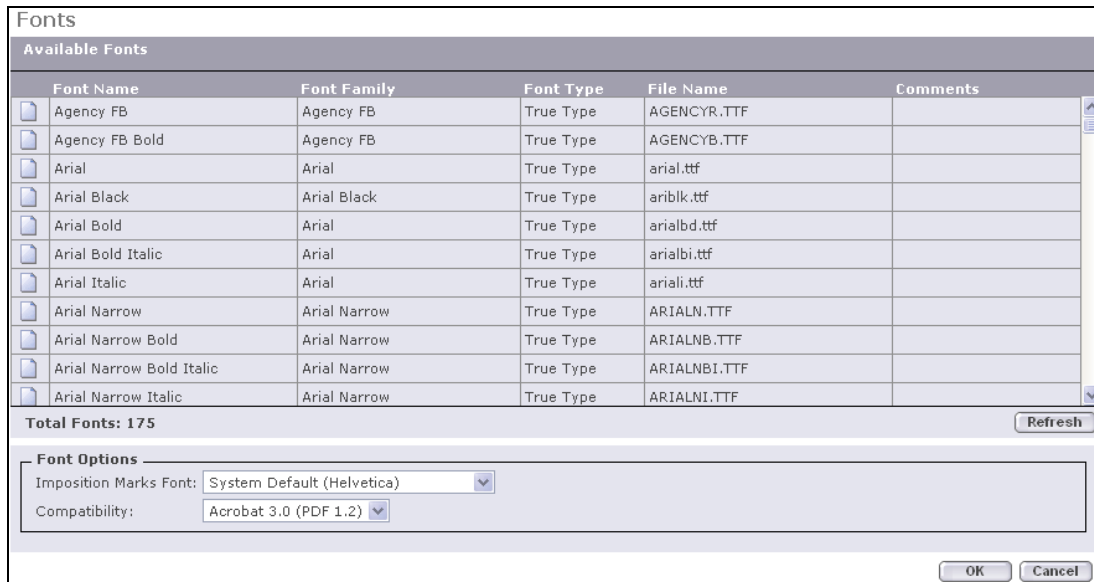 Fonts
Available Fonts
Font Name Font Family Font Type File Name Comments
Agency FB Agency FB True Type AGENCYR.TTF
Agency FB Bold Agency FB True Type AGENCYB.TTF
Arial Arial True Type arial.ttf
Arial Black Arial Black True Type ariblk.ttf
Arial Bold Arial True Type arialbd.ttf
Arial Bold Italic Arial True Type arialbi.ttf
Arial Italic Arial True Type ariali.ttf
Arial Narrow Arial Narrow True Type ARIALN.TTF
Arial Narrow Bold Arial Narrow True Type ARIALNB.TTF
Arial Narrow Bold Italic Arial Narrow True Type ARIALNBI.TTF
Arial Narrow Italic Arial Narrow True Type ARIALNI.TTF
Total Fonts: 175 Refresh
Font Options
Imposition Marks Font: System Default (Helvetica)
Compatibility: Acrobat 3.0 (PDF 1.2)
OK Cancel